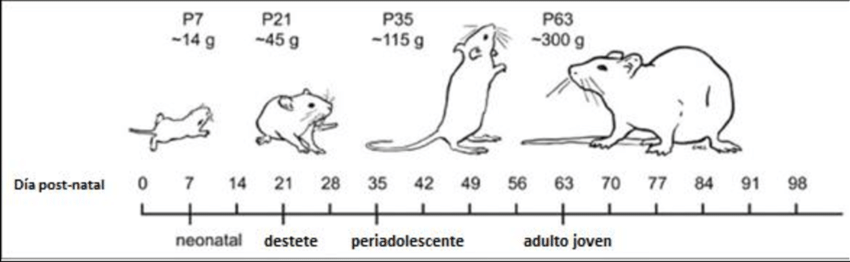 P7 P21 P35 P63
~14 g ~45 g ~115 g ~300 g
Día post-natal 0 7 14 21 28 35 42 49 56 63 70 77 84 91 98
neonatal destete periadolescente adulto joven